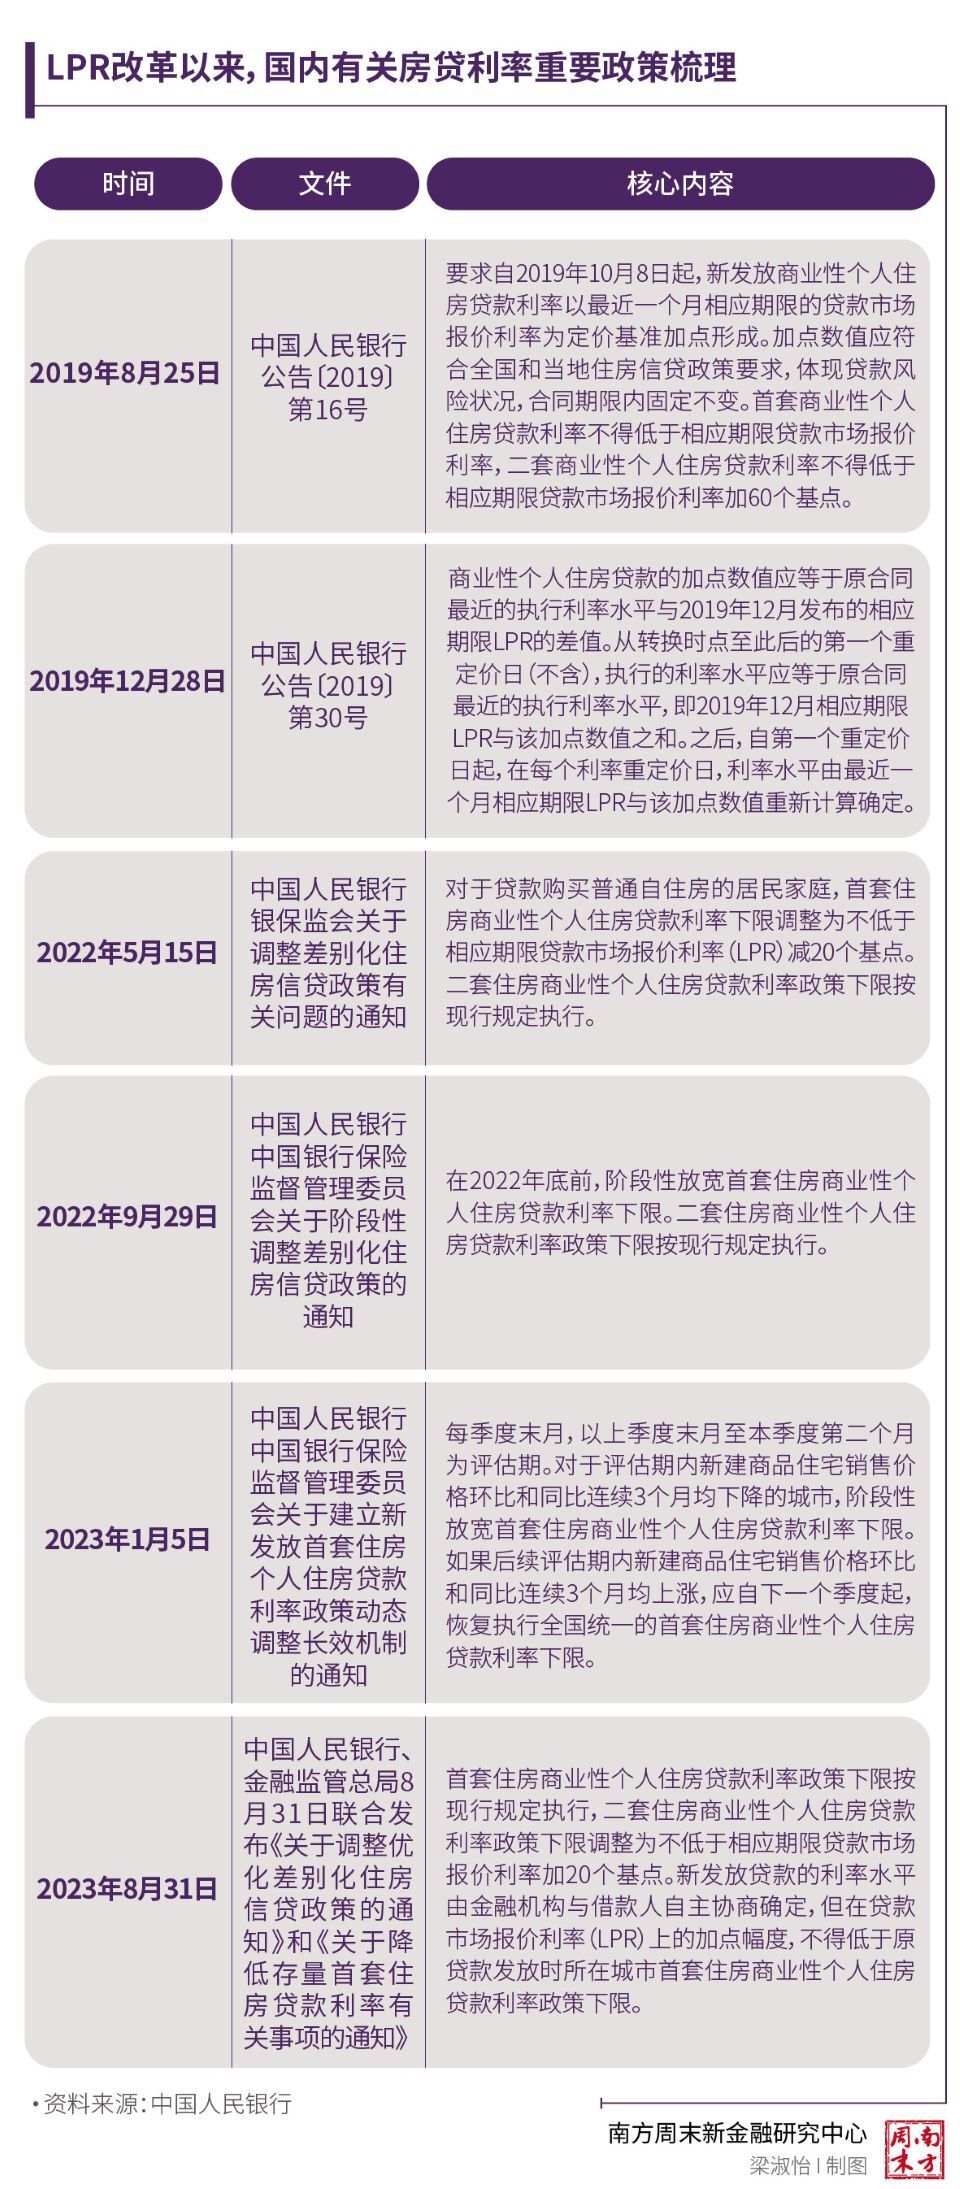 LPR改革以来，国内有关房贷利率重要政策梳理
时间
文件
核心内容
2019年8月25日
中国人民银行
公告〔2019〕
第16号
要求自2019年10月8日起，新发放商业性个人住
房贷款利率以最近一个月相应期限的贷款市场
报价利率为定价基准加点形成。加点数值应符
合全国和当地住房信贷政策要求，体现贷款风
险状况，合同期限内固定不变。首套商业性个人
住房贷款利率不得低于相应期限贷款市场报价
利率，二套商业性个人住房贷款利率不得低于
相应期限贷款市场报价利率加60个基点。
2019年12月28日
中国人民银行
公告〔2019〕
第30号
商业性个人住房贷款的加点数值应等于原合同
最近的执行利率水平与2019年12月发布的相应
期限LPR的差值。从转换时点至此后的第一个重
定价日（不含），执行的利率水平应等于原合同
最近的执行利率水平，即2019年12月相应期限
LPR与该加点数值之和。之后，自第一个重定价
日起，在每个利率重定价日，利率水平由最近一
个月相应期限LPR与该加点数值重新计算确定。
2022年5月15日
中国人民银行
银保监会关于
调整差别化住
房信贷政策有
关问题的通知
对于贷款购买普通自住房的居民家庭，首套住
房商业性个人住房贷款利率下限调整为不低于
相应期限贷款市场报价利率（LPR）减20个基点。
二套住房商业性个人住房贷款利率政策下限按
现行规定执行。
2022年9月29日
中国人民银行
中国银行保险
监督管理委员
会关于阶段性
调整差别化住
房信贷政策的
通知
在2022年底前，阶段性放宽首套住房商业性个
人住房贷款利率下限。二套住房商业性个人住
房贷款利率政策下限按现行规定执行。
2023年1月5日
中国人民银行
中国银行保险
监督管理委员
会关于建立新
发放首套住房
个人住房贷款
利率政策动态
调整长效机制
的通知
每季度末月，以上季度末月至本季度第二个月
为评估期。对于评估期内新建商品住宅销售价
格环比和同比连续3个月均下降的城市，阶段性
放宽首套住房商业性个人住房贷款利率下限。
如果后续评估期内新建商品住宅销售价格环比
和同比连续3个月均上涨，应自下一个季度起，
恢复执行全国统一的首套住房商业性个人住房
贷款利率下限。
2023年8月31日
中国人民银行、
金融监管总局8
月31日联合发
布《关于调整优
化差别化住房
信贷政策的通
知》和《关于降
低存量首套住
房贷款利率有
关事项的通知》
首套住房商业性个人住房贷款利率政策下限按
现行规定执行，二套住房商业性个人住房贷款
利率政策下限调整为不低于相应期限贷款市场
报价利率加20个基点。新发放贷款的利率水平
由金融机构与借款人自主协商确定，但在贷款
市场报价利率（LPR）上的加点幅度，不得低于原
贷款发放时所在城市首套住房商业性个人住房
贷款利率政策下限。
•资料来源：中国人民银行
南方周末新金融研究中心
梁淑怡 | 制图
南方周末